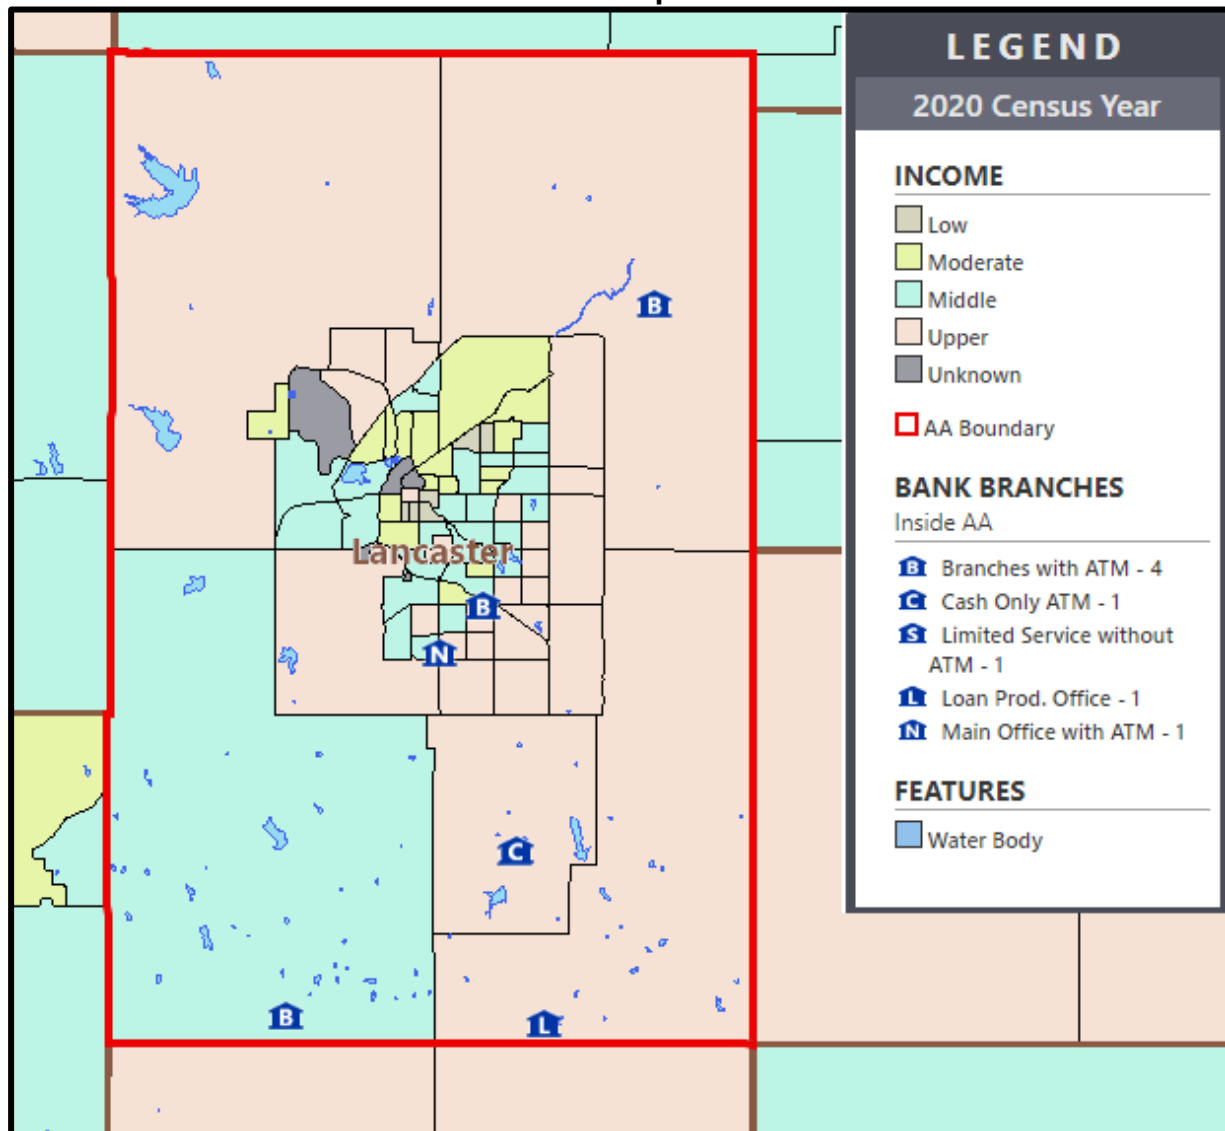 LEGEND
2020 Census Year
INCOME
Low
Moderate
Middle
Upper
Unknown
AA Boundary
BANK BRANCHES
Inside AA
B Branches with ATM - 4
C Cash Only ATM - 1
S Limited Service without
ATM - 1
L Loan Prod. Office - 1
N Main Office with ATM - 1
FEATURES
Water Body
B
Lancaster
B
N
C
B
L